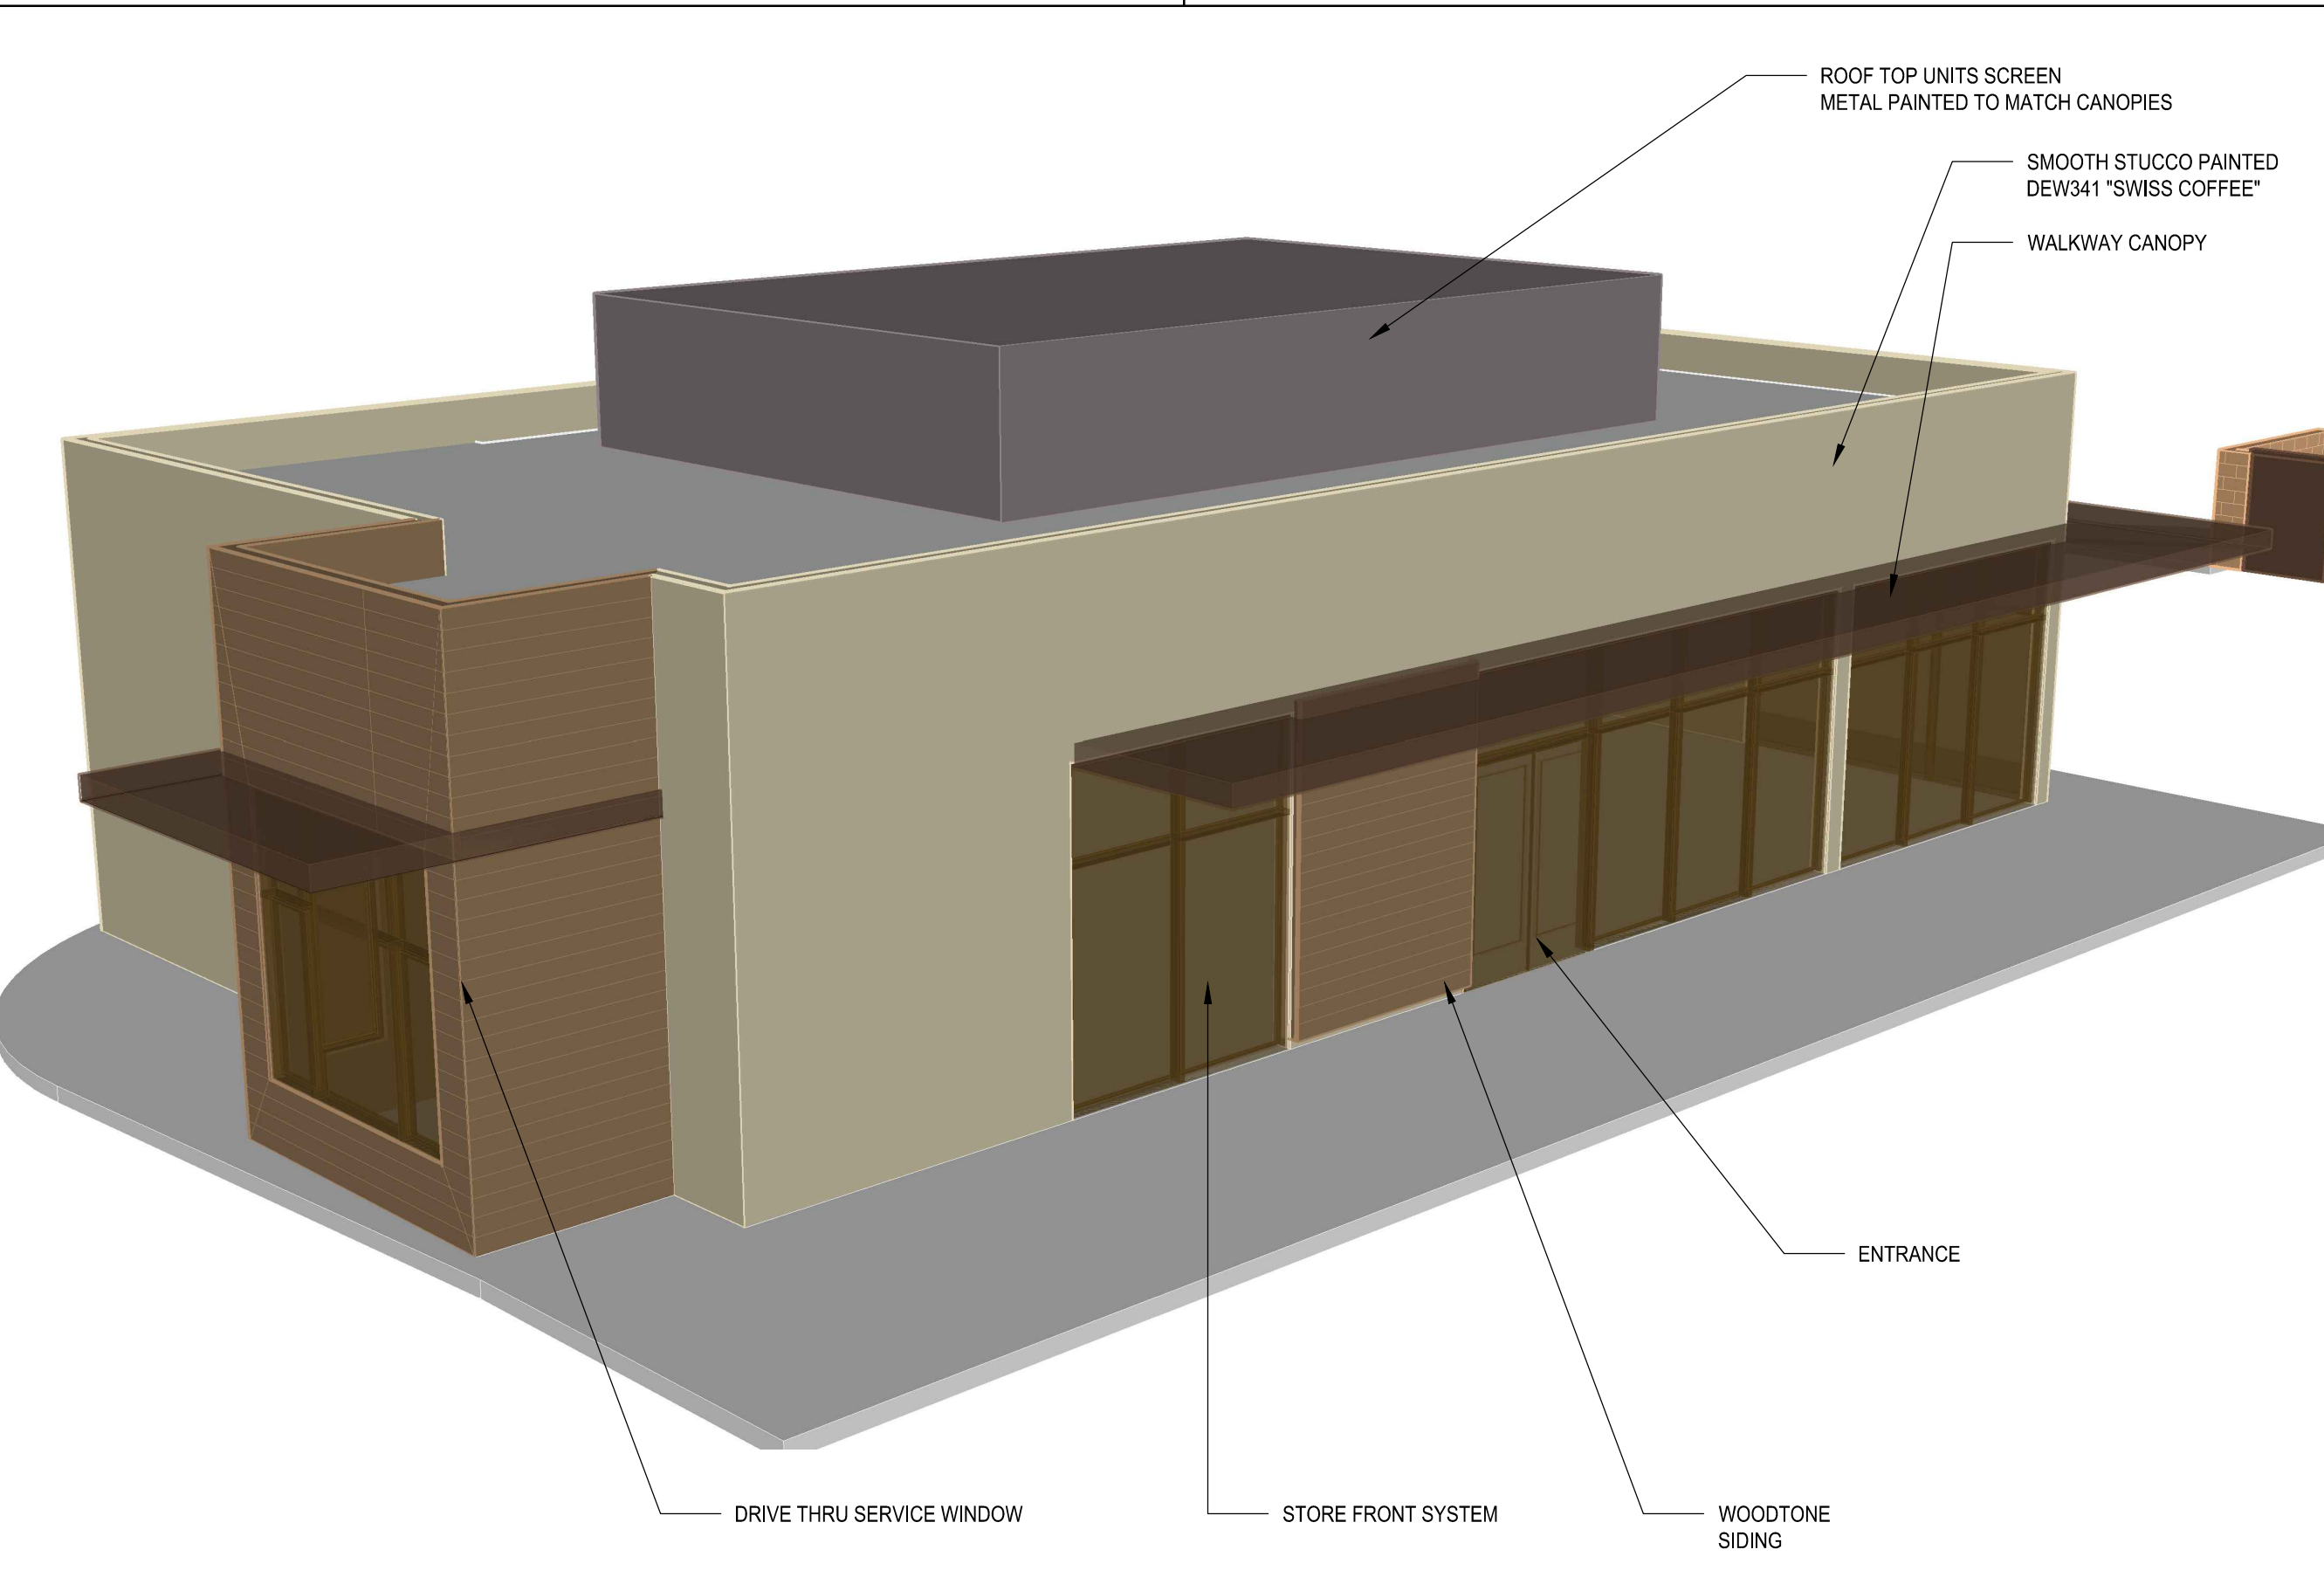 ROOF TOP UNITS SCREEN
METAL PAINTED TO MATCH CANOPIES
SMOOTH STUCCO PAINTED
DEW341 "SWISS COFFEE"
WALKWAY CANOPY
ENTRANCE
DRIVE THRU SERVICE WINDOW
STORE FRONT SYSTEM
WOODTONE
SIDING